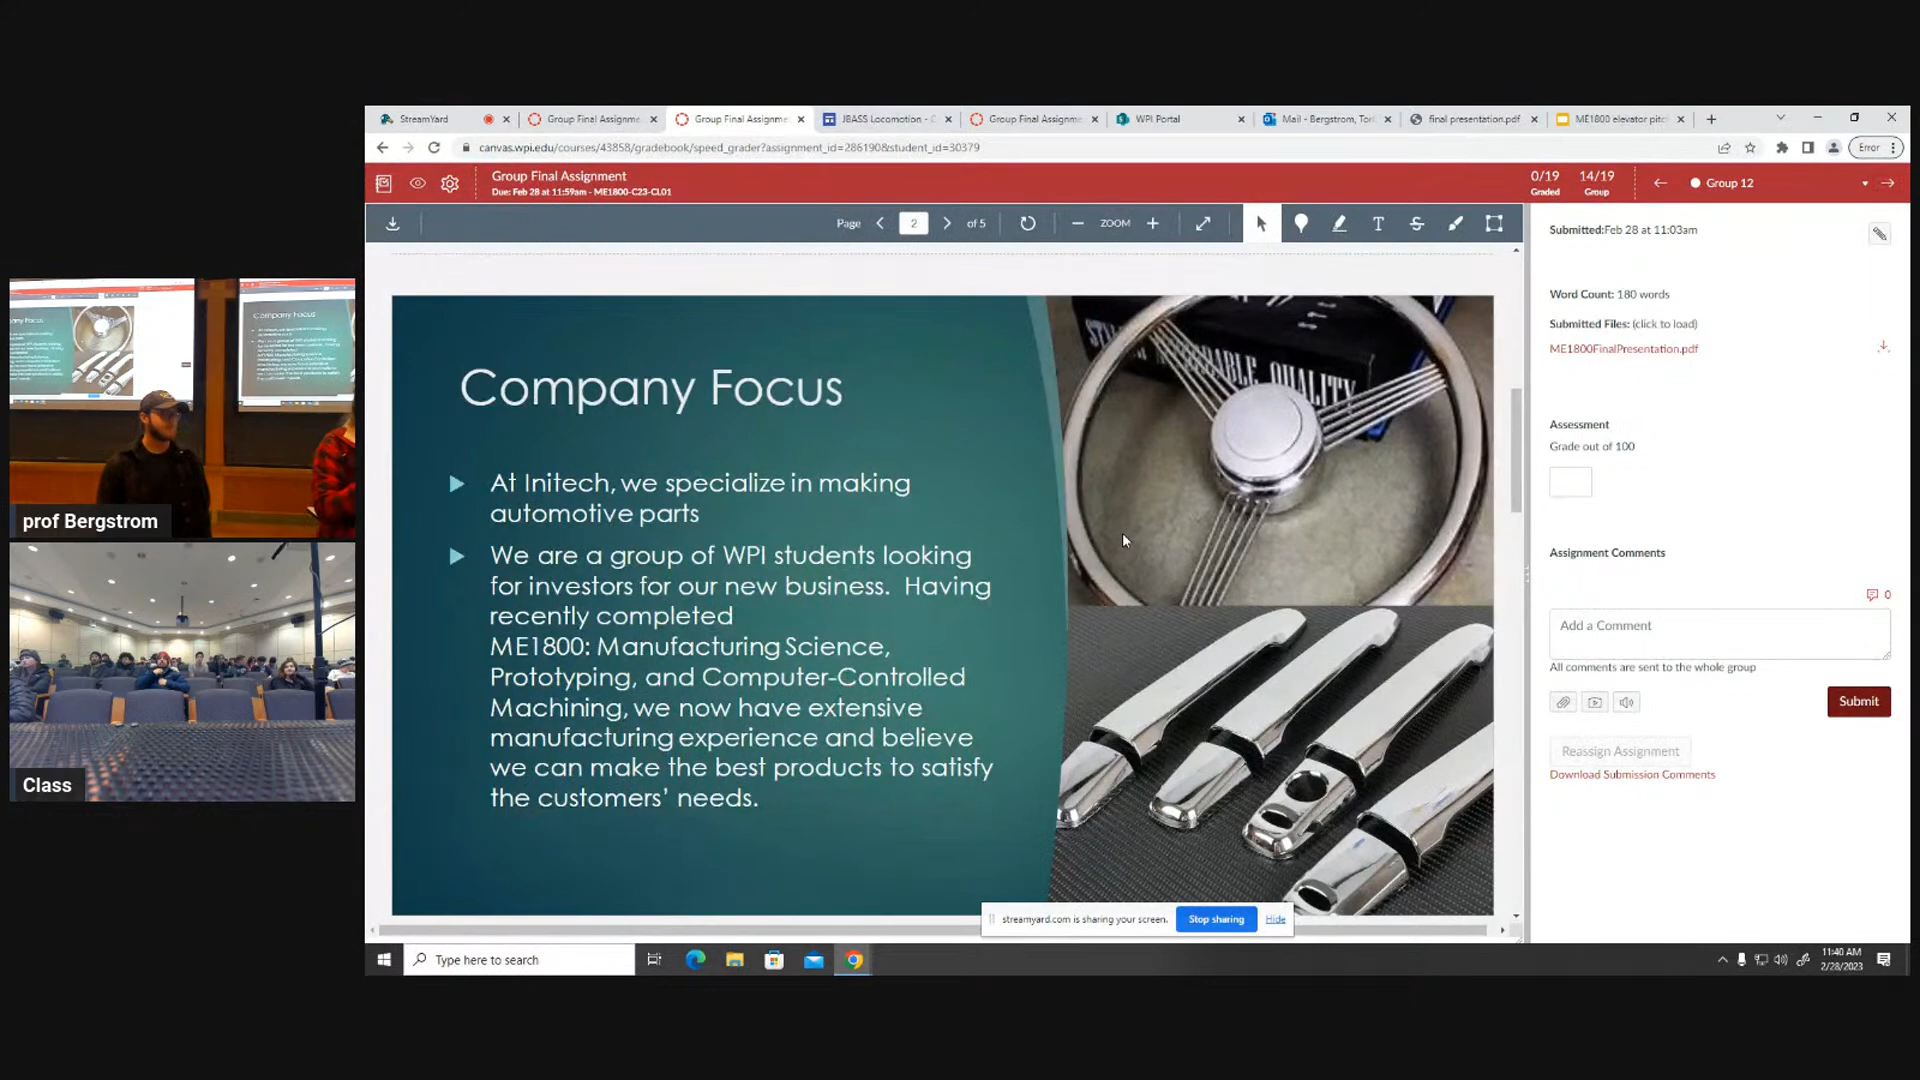 StreamYard
Group Final Assignme
Group Final Assignme
JBASS Locomotion - C
Group Final Assignme
WPI Portal
Mail - Bergstrom, Tor
final presentation.pdf
ME1800 elevator pitc
canvas.wpi.edu/courses/43858/gradebook/speed_grader?assignment_id=286190&student_id=30379
Error
Group Final Assignment
Due: Feb 28 at 11:59am - ME1800-C23-CL01
0/19
Graded
14/19
Group
Group 12
Page
2
of 5
ZOOM
T
Company Focus
At Initech, we specialize in making
automotive parts
We are a group of WPI students looking
for investors for our new business.  Having
recently completed
ME1800: Manufacturing Science,
Prototyping, and Computer-Controlled
Machining, we now have extensive
manufacturing experience and believe
we can make the best products to satisfy
the customers’ needs.
QUALITY
Submitted:Feb 28 at 11:03am
Word Count: 180 words
Submitted Files: (click to load)
ME1800FinalPresentation.pdf
Assessment
Grade out of 100
Assignment Comments
0
Add a Comment
All comments are sent to the whole group
Submit
Reassign Assignment
Download Submission Comments
Company Focus
prof Bergstrom
Class
streamyard.com is sharing your screen.
Stop sharing
Hide
Type here to search
11:40 AM
2/28/2023